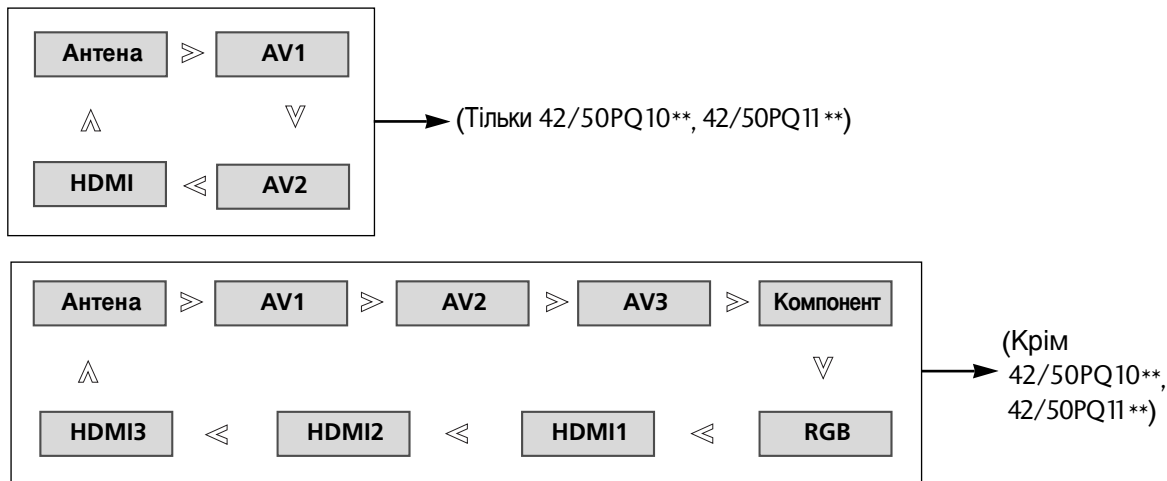 Антена AV1
(Тільки 42/50PQ10**, 42/50PQ11**)
HDMI AV2
Антена AV1 AV2 AV3 Компонент
(Крім
42/50PQ10**,
42/50PQ11**)
HDMI3 HDMI2 HDMI1 RGB